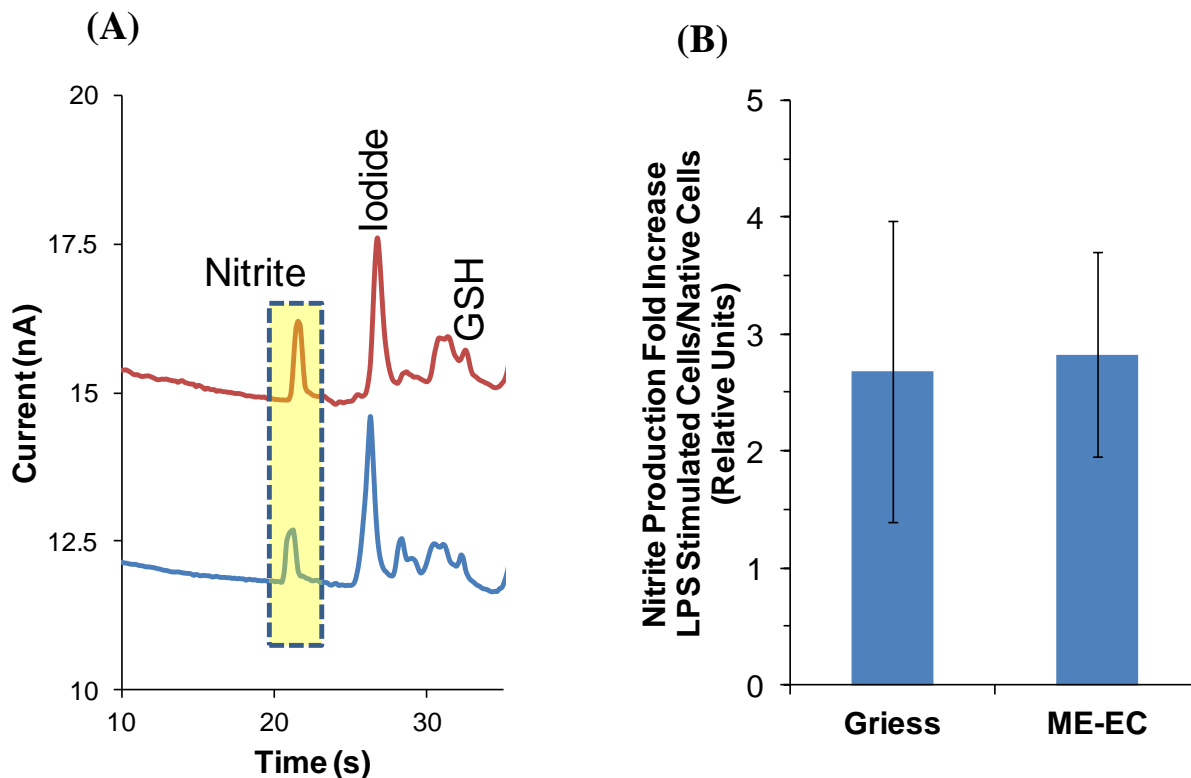 (A)
20
17.5
15
12.5
10
Current (nA)
Nitrite
Iodide
GSH
10
20
30
Time (s)
(B)
5
4
3
2
1
0
Nitrite Production Fold Increase
LPS Stimulated Cells/Native Cells
(Relative Units)
Griess
ME-EC